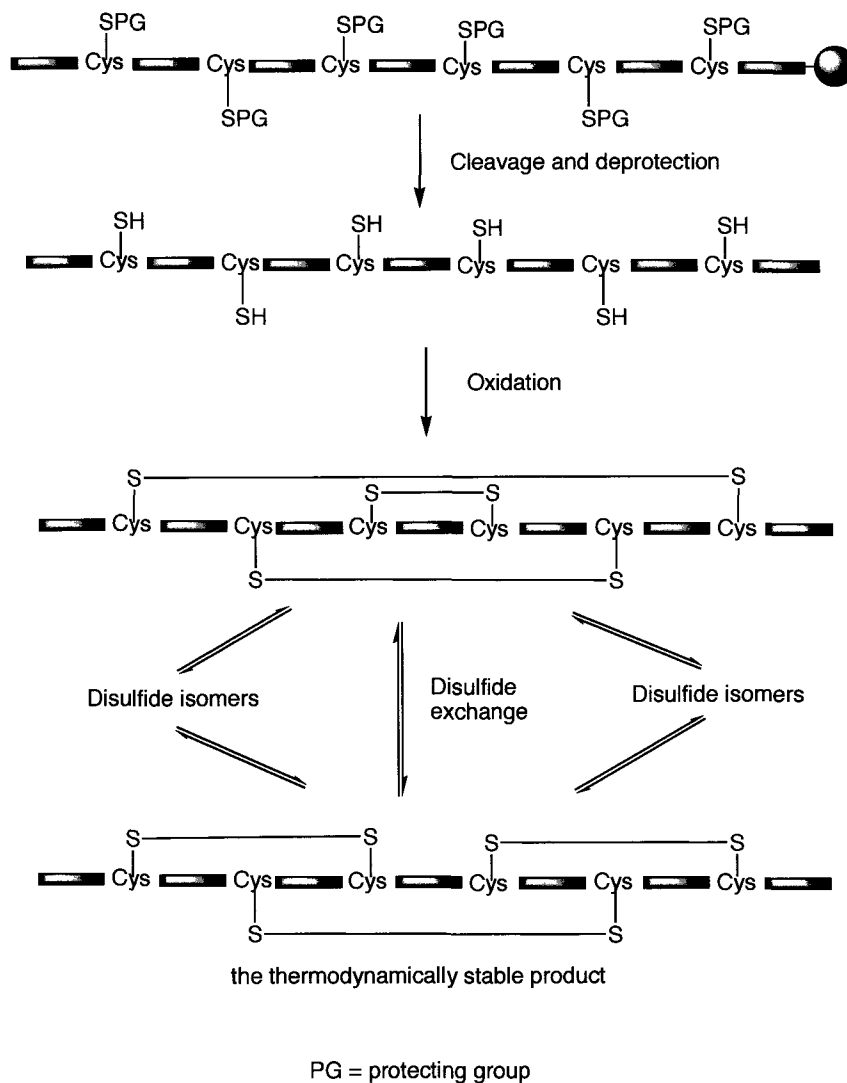 SPG SPG SPG SPG
Cys Cys Cys Cys Cys Cys
SPG SPG
Cleavage and deprotection
SH SH SH SH
Cys Cys Cys Cys Cys Cys
SH SH
Oxidation
S S
S S
Cys Cys Cys Cys Cys Cys
S S
Disulfide isomers
Disulfide
exchange
Disulfide isomers
S S S S
Cys Cys Cys Cys Cys Cys
S S
the thermodynamically stable product
PG = protecting group